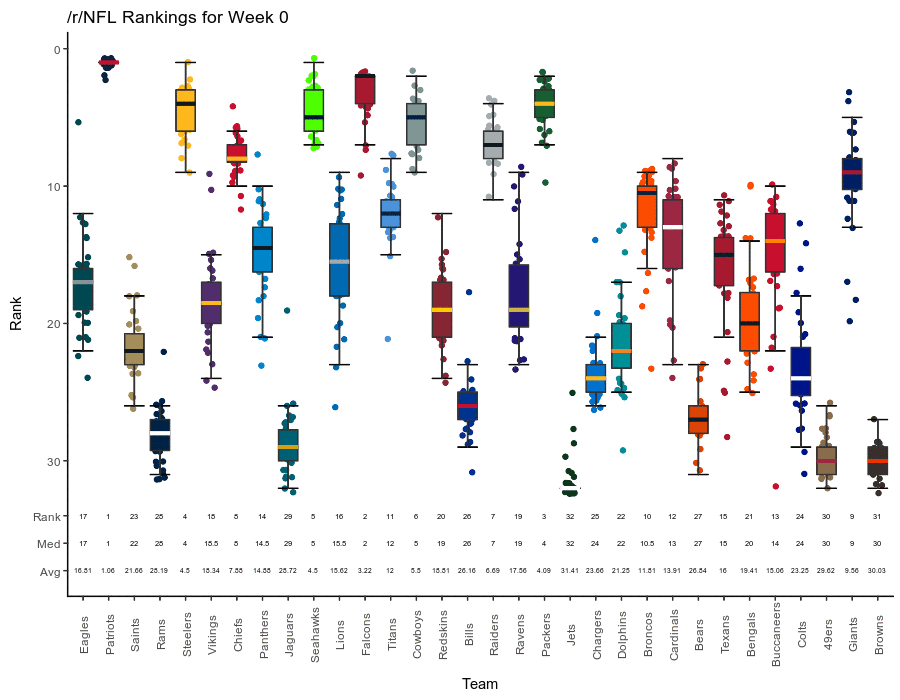 /r/NFL Rankings for Week 0
0
10
20
30
Rank
Rank 17 1 23 28 4 18 8 14 29 5 16 2 11 6 20 26 7 19 3 32 25 22 10 12 27 15 21 13 24 30 9 31
Med 17 1 22 28 4 18.5 8 14.5 29 5 15.5 2 12 5 19 26 7 19 4 32 24 22 10.5 13 27 15 20 14 24 30 9 30
Avg 16.81 1.06 21.66 28.19 4.5 18.34 7.88 14.88 28.72 4.5 15.62 3.22 12 5.5 18.81 26.16 6.69 17.56 4.09 31.41 23.66 21.25 11.81 13.91 26.84 16 19.41 15.06 23.25 29.62 9.56 30.03
Eagles
Patriots
Saints
Rams
Steelers
Vikings
Chiefs
Panthers
Jaguars
Seahawks
Lions
Falcons
Titans
Cowboys
Redskins
Bills
Raiders
Ravens
Packers
Jets
Chargers
Dolphins
Broncos
Cardinals
Bears
Texans
Bengals
Buccaneers
Colts
49ers
Giants
Browns
Team